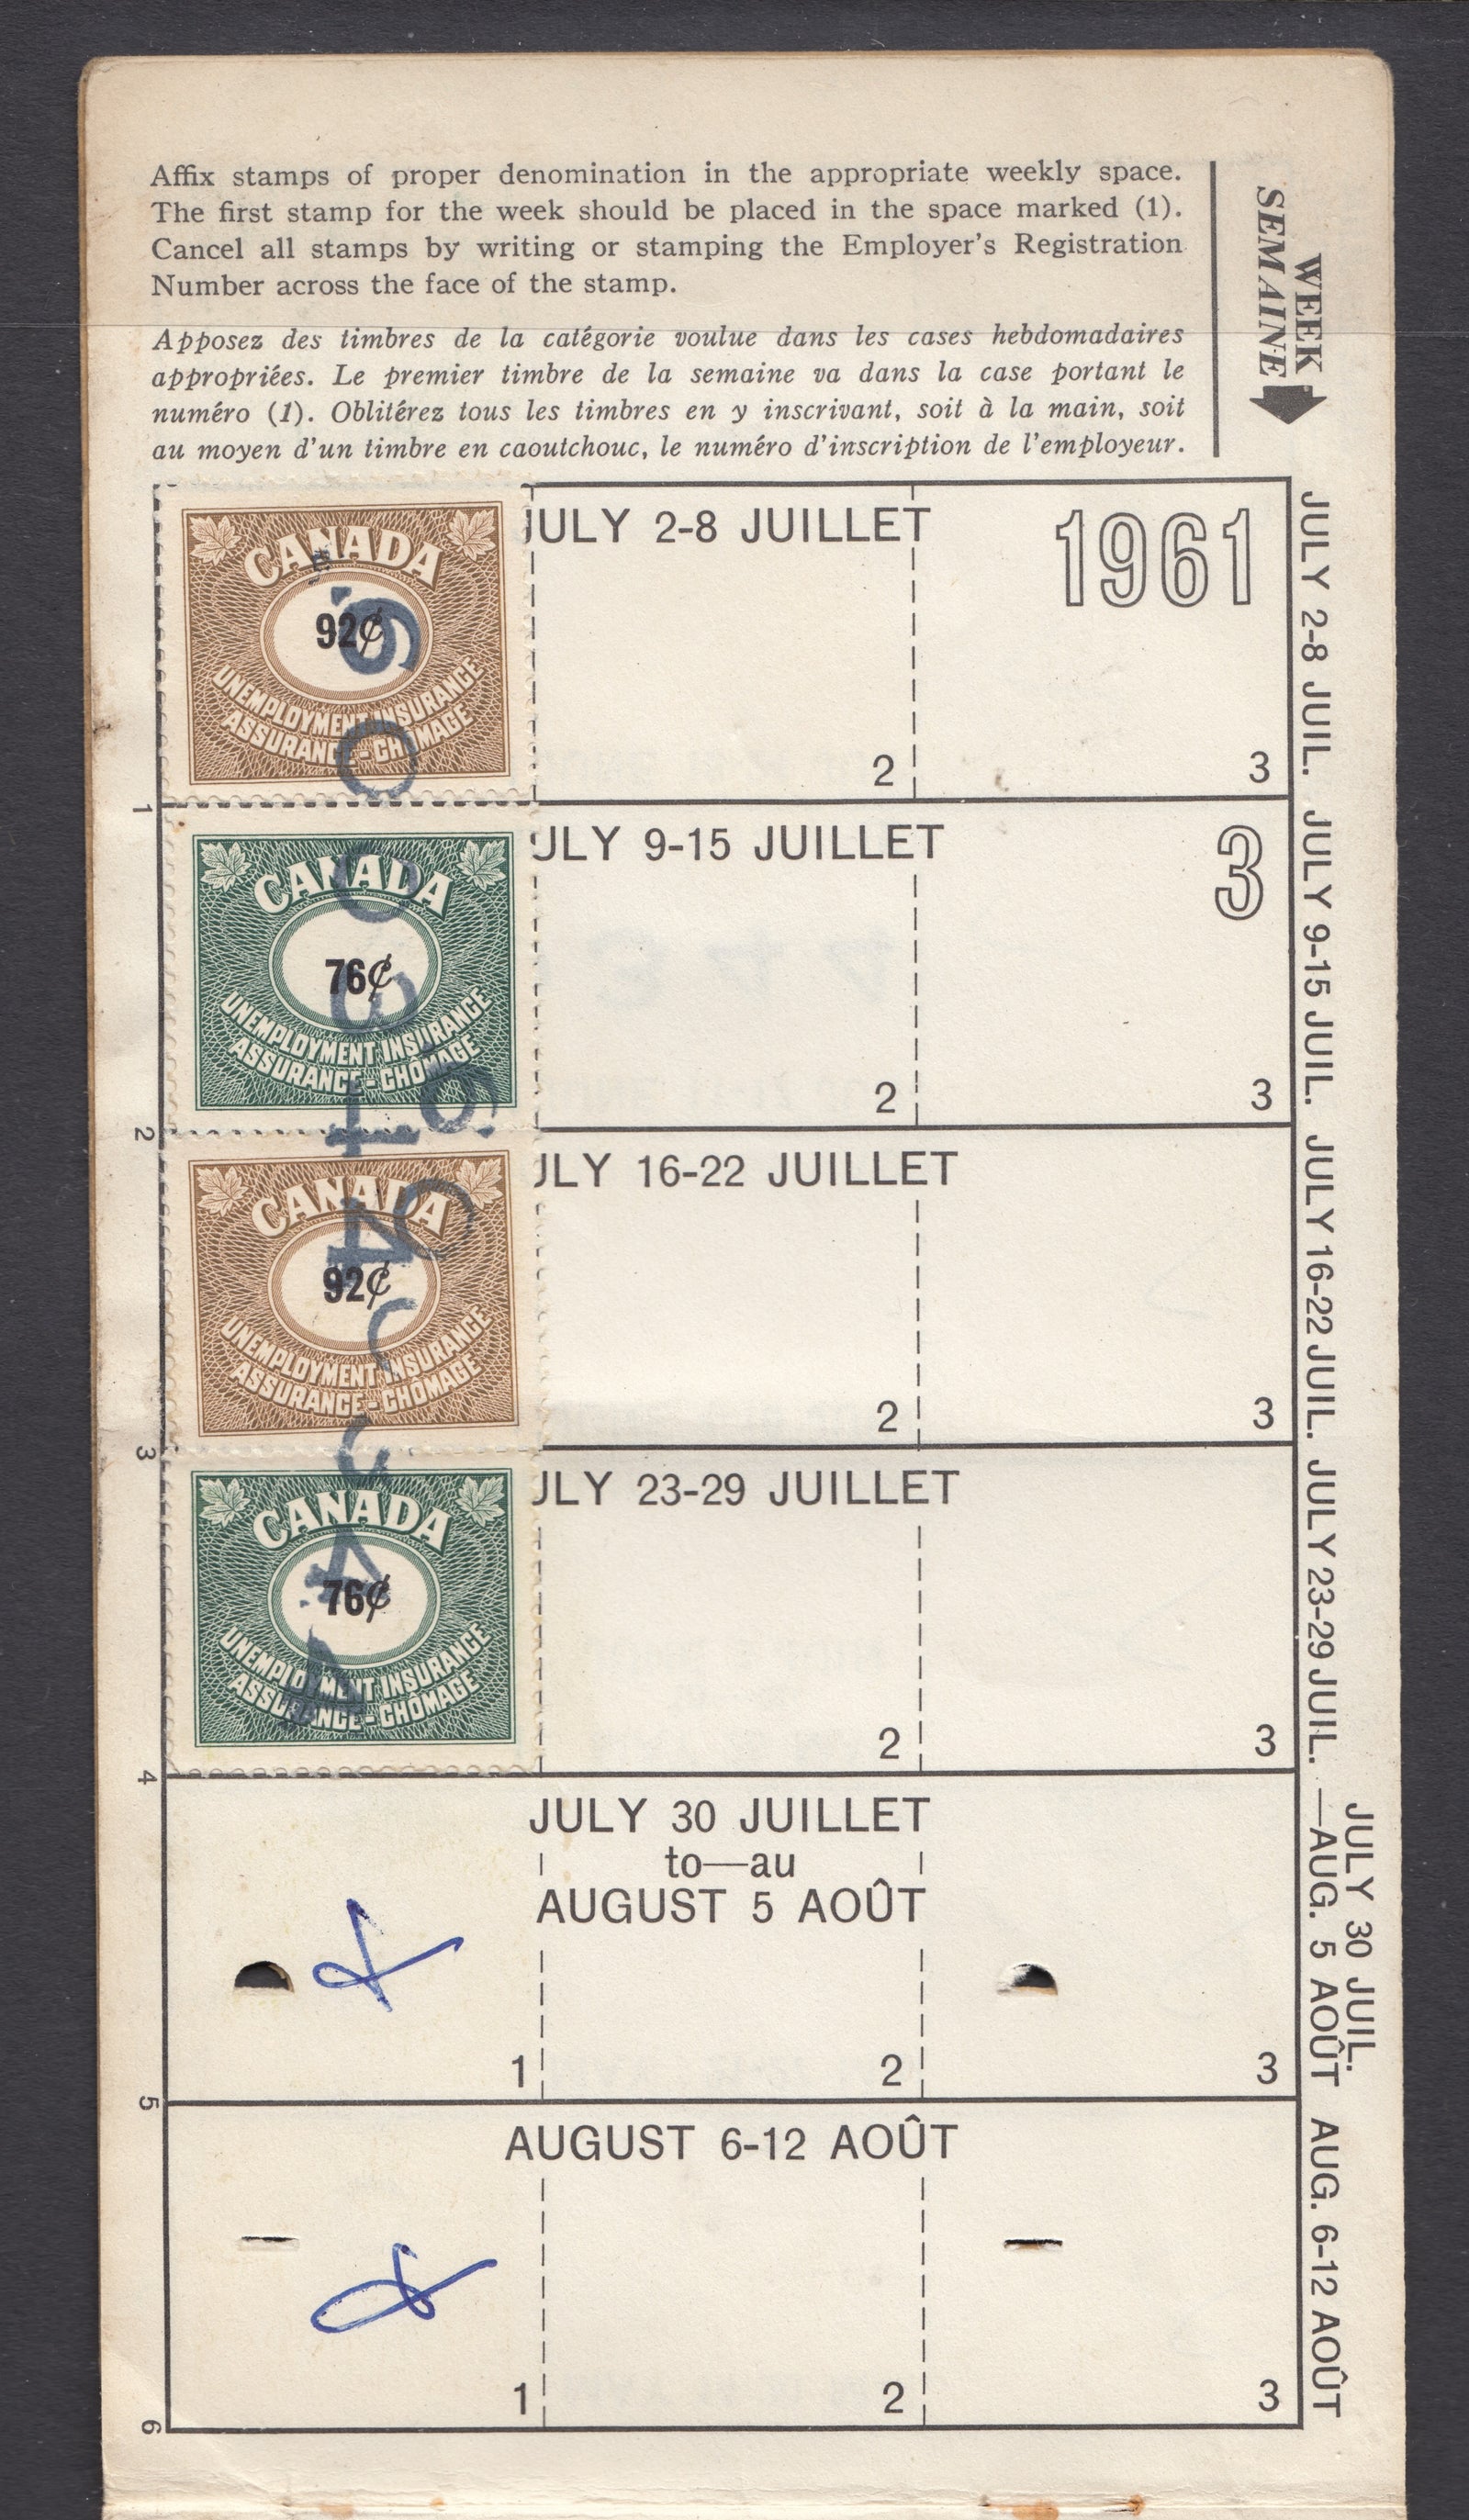 Affix stamps of proper denomination in the appropriate weekly space.
The first stamp for the week should be placed in the space marked (1).
Cancel all stamps by writing or stamping the Employer's Registration
Number across the face of the stamp.
Apposez des timbres de la catégorie voulue dans les cases hebdomadaires
appropriées. Le premier timbre de la semaine va dans la case portant le
numéro (1). Oblitérez tous les timbres en y inscrivant, soit à la main, soit
au moyen d'un timbre en caoutchouc, le numéro d'inscription de l'employeur.
WEEK
SEMAINE
CANADA
92¢
UNEMPLOYMENT INSURANCE
ASSURANCE-CHÔMAGE
JULY 2-8 JUILLET
1961
2
3
JULY 2-8 JUIL.
1
CANADA
76¢
UNEMPLOYMENT INSURANCE
ASSURANCE-CHÔMAGE
ULY 9-15 JUILLET
3
2
3
JULY 9-15 JUIL.
2
CANADA
92¢
UNEMPLOYMENT INSURANCE
ASSURANCE-CHÔMAGE
ULY 16-22 JUILLET
2
3
JULY 16-22 JUIL.
3
CANADA
76¢
UNEMPLOYMENT INSURANCE
ASSURANCE-CHÔMAGE
ULY 23-29 JUILLET
2
3
JULY 23-29 JUIL.
4
JULY 30 JUILLET
to—au
AUGUST 5 AOÛT
1
2
3
JULY 30 JUIL.
—AUG. 5 AOÛT
5
AUGUST 6-12 AOÛT
1
2
3
AUG. 6-12 AOÛT
6